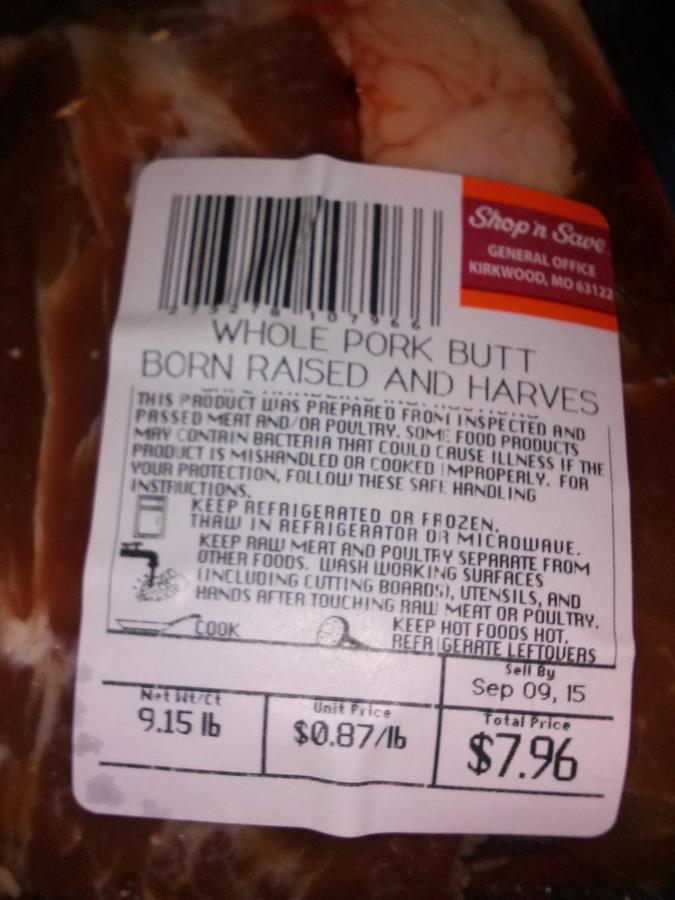 Shop'n Save
GENERAL OFFICE
KIRKWOOD, MO 63122
2 73278 107966
WHOLE PORK BUTT
BORN RAISED AND HARVES
THIS PRODUCT WAS PREPARED FROM INSPECTED AND
PASSED MEAT AND/OR POULTRY. SOME FOOD PRODUCTS
MAY CONTAIN BACTERIA THAT COULD CAUSE ILLNESS IF THE
PRODUCT IS MISHANDLED OR COOKED IMPROPERLY. FOR
YOUR PROTECTION, FOLLOW THESE SAFE HANDLING
INSTRUCTIONS.
KEEP REFRIGERATED OR FROZEN.
THAW IN REFRIGERATOR OR MICROWAVE.
KEEP RAW MEAT AND POULTRY SEPARATE FROM
OTHER FOODS. WASH WORKING SURFACES
(INCLUDING CUTTING BOARDS), UTENSILS, AND
HANDS AFTER TOUCHING RAW MEAT OR POULTRY.
COOK
KEEP HOT FOODS HOT.
REFRIGERATE LEFTOVERS
Sell By
Sep 09, 15
Net Wt/Ct
9.15 lb
Unit Price
$0.87/lb
Total Price
$7.96